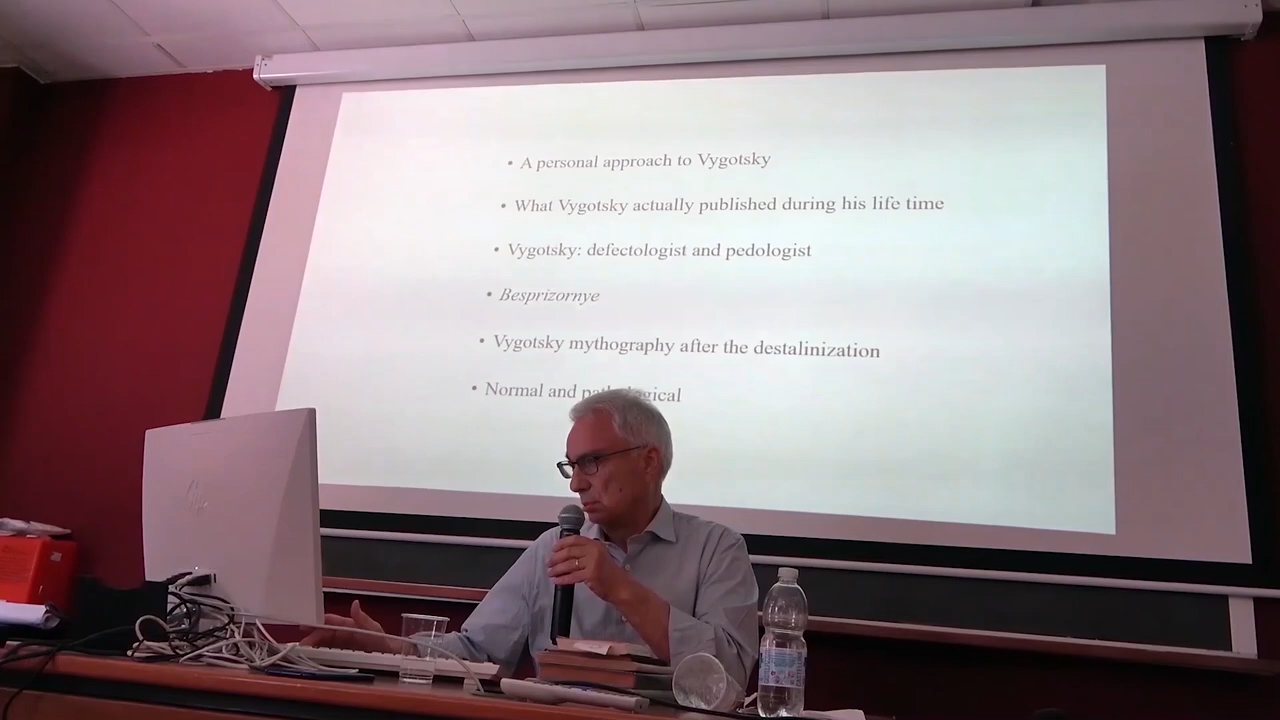 • A personal approach to Vygotsky
• What Vygotsky actually published during his life time
• Vygotsky: defectologist and pedologist
• Besprizornye
• Vygotsky mythography after the destalinization
• Normal and pathological